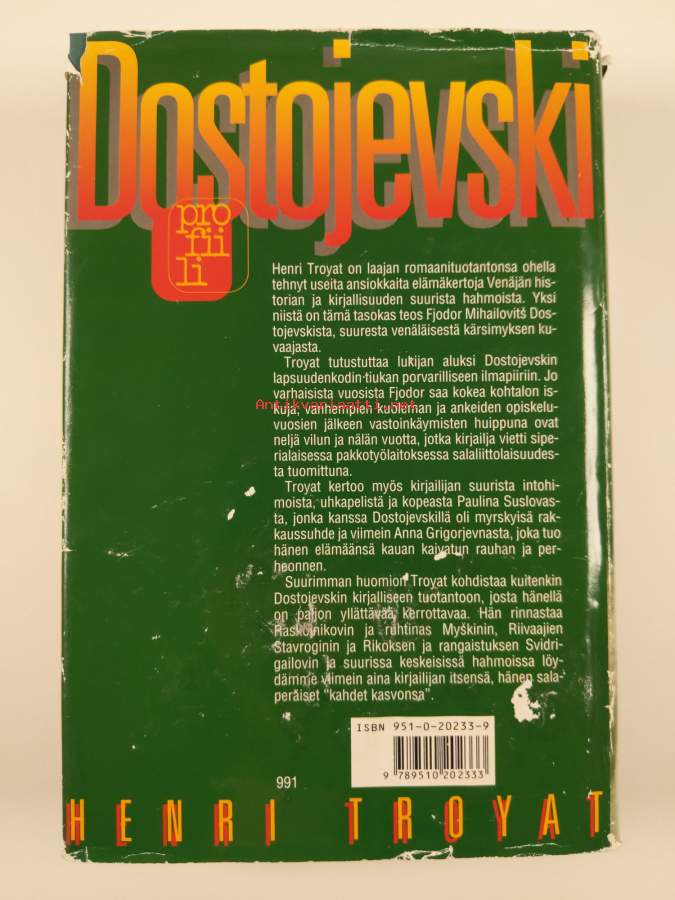 Dostojevski
pro
fii
li
Henri Troyat on laajan romaanituotantonsa ohella
tehnyt useita ansiokkaita elämäkertoja Venäjän his-
torian ja kirjallisuuden suurista hahmoista. Yksi
niistä on tämä tasokas teos Fjodor Mihailovitš Dos-
tojevskista, suuresta venäläisestä kärsimyksen ku-
vaajasta.
Troyat tutustuttaa lukijan aluksi Dostojevskin
lapsuudenkodin tiukan porvarilliseen ilmapiiriin. Jo
varhaisista vuosista Fjodor saa kokea kohtalon is-
Antikvariaatti.net
kuja; vanhempien kuoleman ja ankeiden opiskelu-
vuosien jälkeen vastoinkäymisten huippuna ovat
neljä vilun ja nälän vuotta, jotka kirjailija vietti sipe-
rialaisessa pakkotyölaitoksessa salaliittolaisuudes-
ta tuomittuna.
Troyat kertoo myös kirjailijan suurista intohi-
moista, uhkapelistä ja kopeasta Paulina Suslovas-
ta, jonka kanssa Dostojevskillä oli myrskyisä rak-
kaussuhde ja viimein Anna Grigorjevnasta, joka tuo
hänen elämäänsä kauan kaivatun rauhan ja per-
heonnen.
Suurimman huomion Troyat kohdistaa kuitenkin
Dostojevskin kirjalliseen tuotantoon, josta hänellä
on paljon yllättävää kerrottavaa. Hän rinnastaa
Raskolnikovin ja ruhtinas Myškinin, Riivaajien
Stavroginin ja Rikoksen ja rangaistuksen Svidri-
gailovin ja suurissa keskeisissä hahmoissa löy-
dämme viimein aina kirjailijan itsensä, hänen sala-
peräiset "kahdet kasvonsa".
ISBN 951-0-20233-9
9 789510 202333
991
HENRI TROYAT